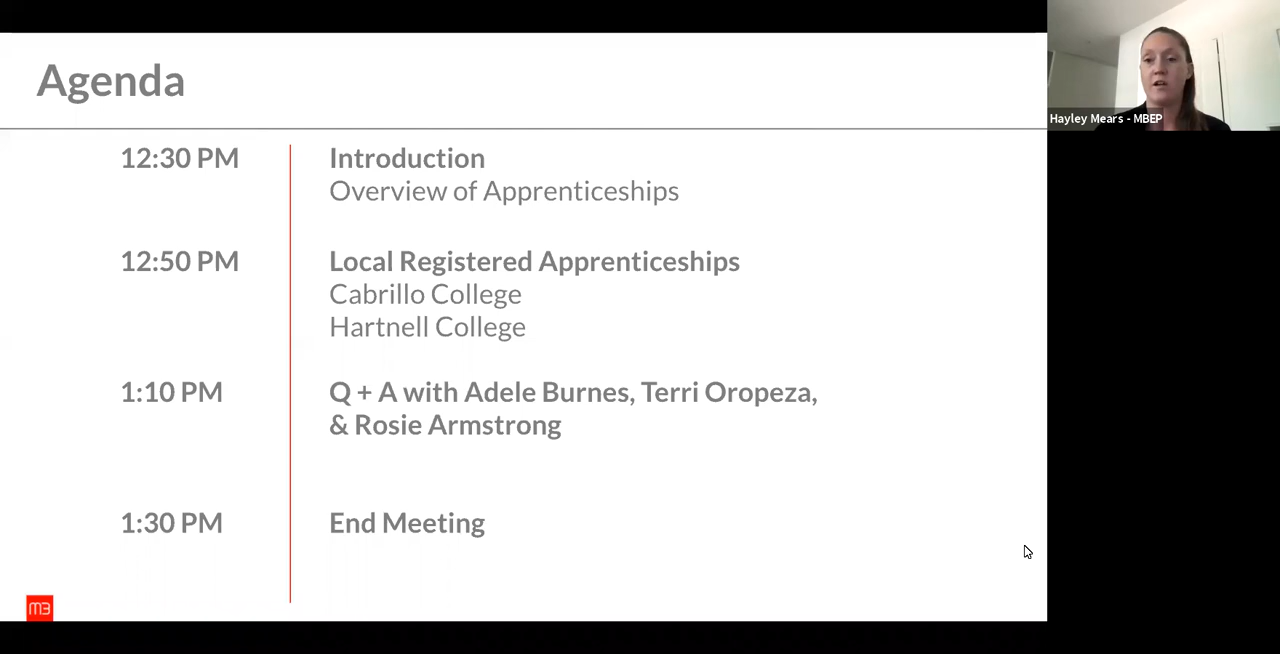 Agenda
Hayley Mears - MBEP
12:30 PM
Introduction
Overview of Apprenticeships
12:50 PM
Local Registered Apprenticeships
Cabrillo College
Hartnell College
1:10 PM
Q + A with Adele Burnes, Terri Oropeza,
& Rosie Armstrong
1:30 PM
End Meeting
m3